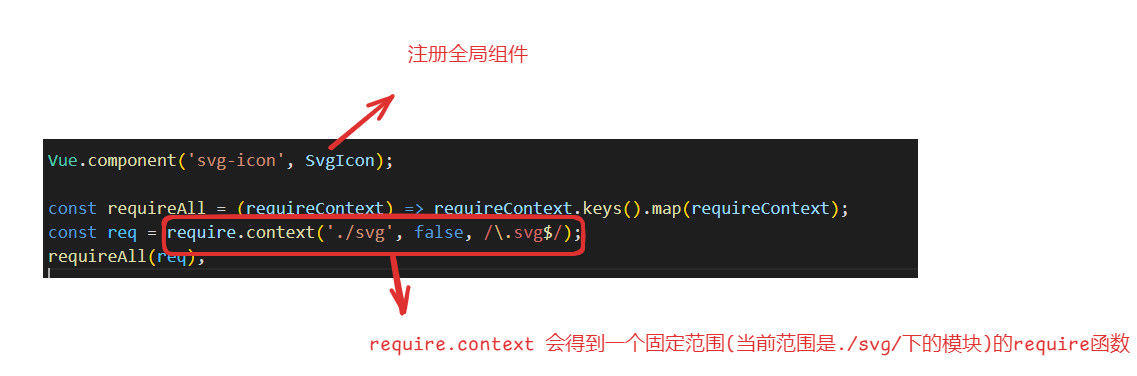 注册全局组件
Vue.component('svg-icon', SvgIcon);
const requireAll = (requireContext) => requireContext.keys().map(requireContext);
const req = require.context('./svg', false, /\.svg$/);
requireAll(req);
require.context 会得到一个固定范围(当前范围是./svg/下的模块)的require函数